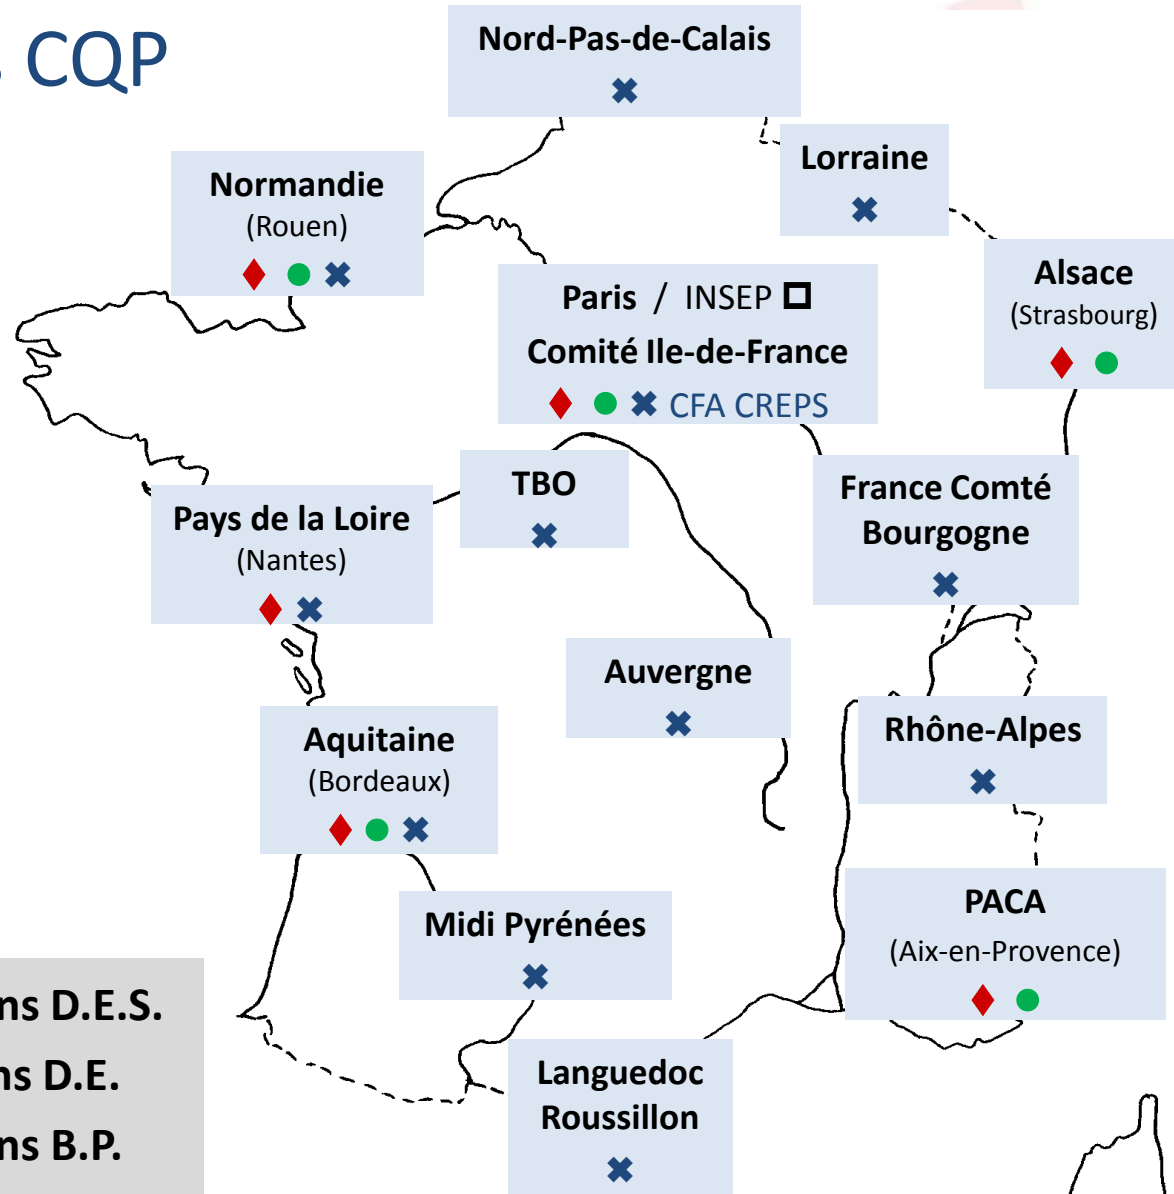 CQP
Nord-Pas-de-Calais
Lorraine
Normandie
(Rouen)
Alsace
(Strasbourg)
Paris / INSEP
Comité Ile-de-France
CFA CREPS
TBO
France Comté
Bourgogne
Pays de la Loire
(Nantes)
Auvergne
Rhône-Alpes
Aquitaine
(Bordeaux)
Midi Pyrénées
PACA
(Aix-en-Provence)
Languedoc
Roussillon
ns D.E.S.
ns D.E.
ns B.P.